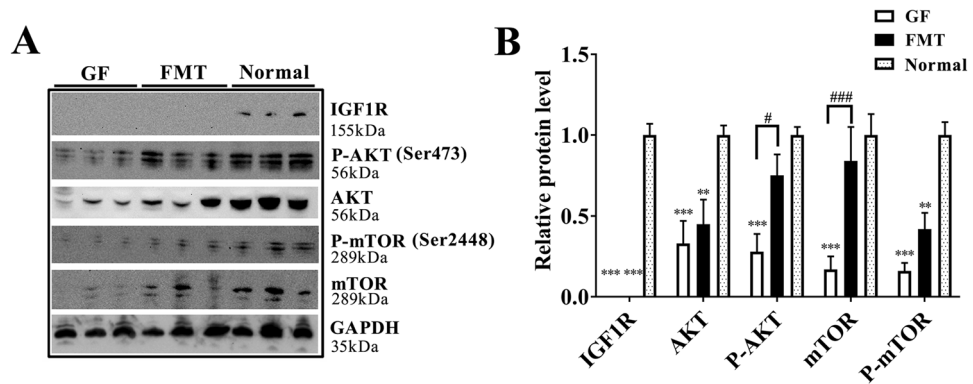 A
GF FMT Normal
IGF1R
155kDa
P-AKT (Ser473)
56kDa
AKT
56kDa
P-mTOR (Ser2448)
289kDa
mTOR
289kDa
GAPDH
35kDa
B
GF
FMT
Normal
Relative protein level
1.5
1.0
0.5
0.0
*** ***
*** **
*** #
*** ###
*** **
IGF1R
AKT
P-AKT
mTOR
P-mTOR